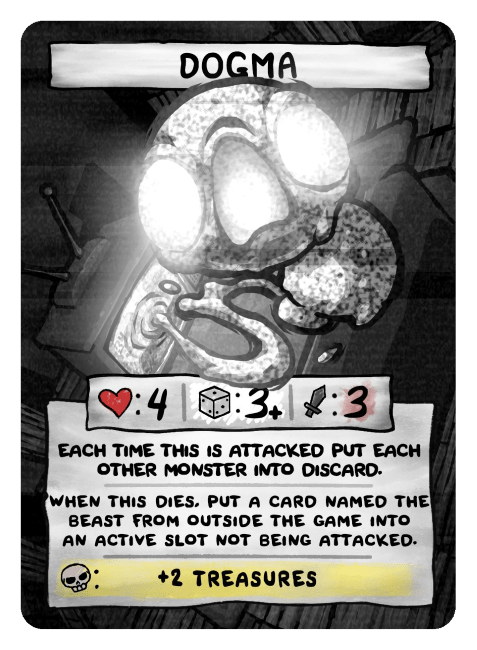 DOGMA
:4 :3+ :3
EACH TIME THIS IS ATTACKED PUT EACH
OTHER MONSTER INTO DISCARD.
WHEN THIS DIES, PUT A CARD NAMED THE
BEAST FROM OUTSIDE THE GAME INTO
AN ACTIVE SLOT NOT BEING ATTACKED.
: +2 TREASURES